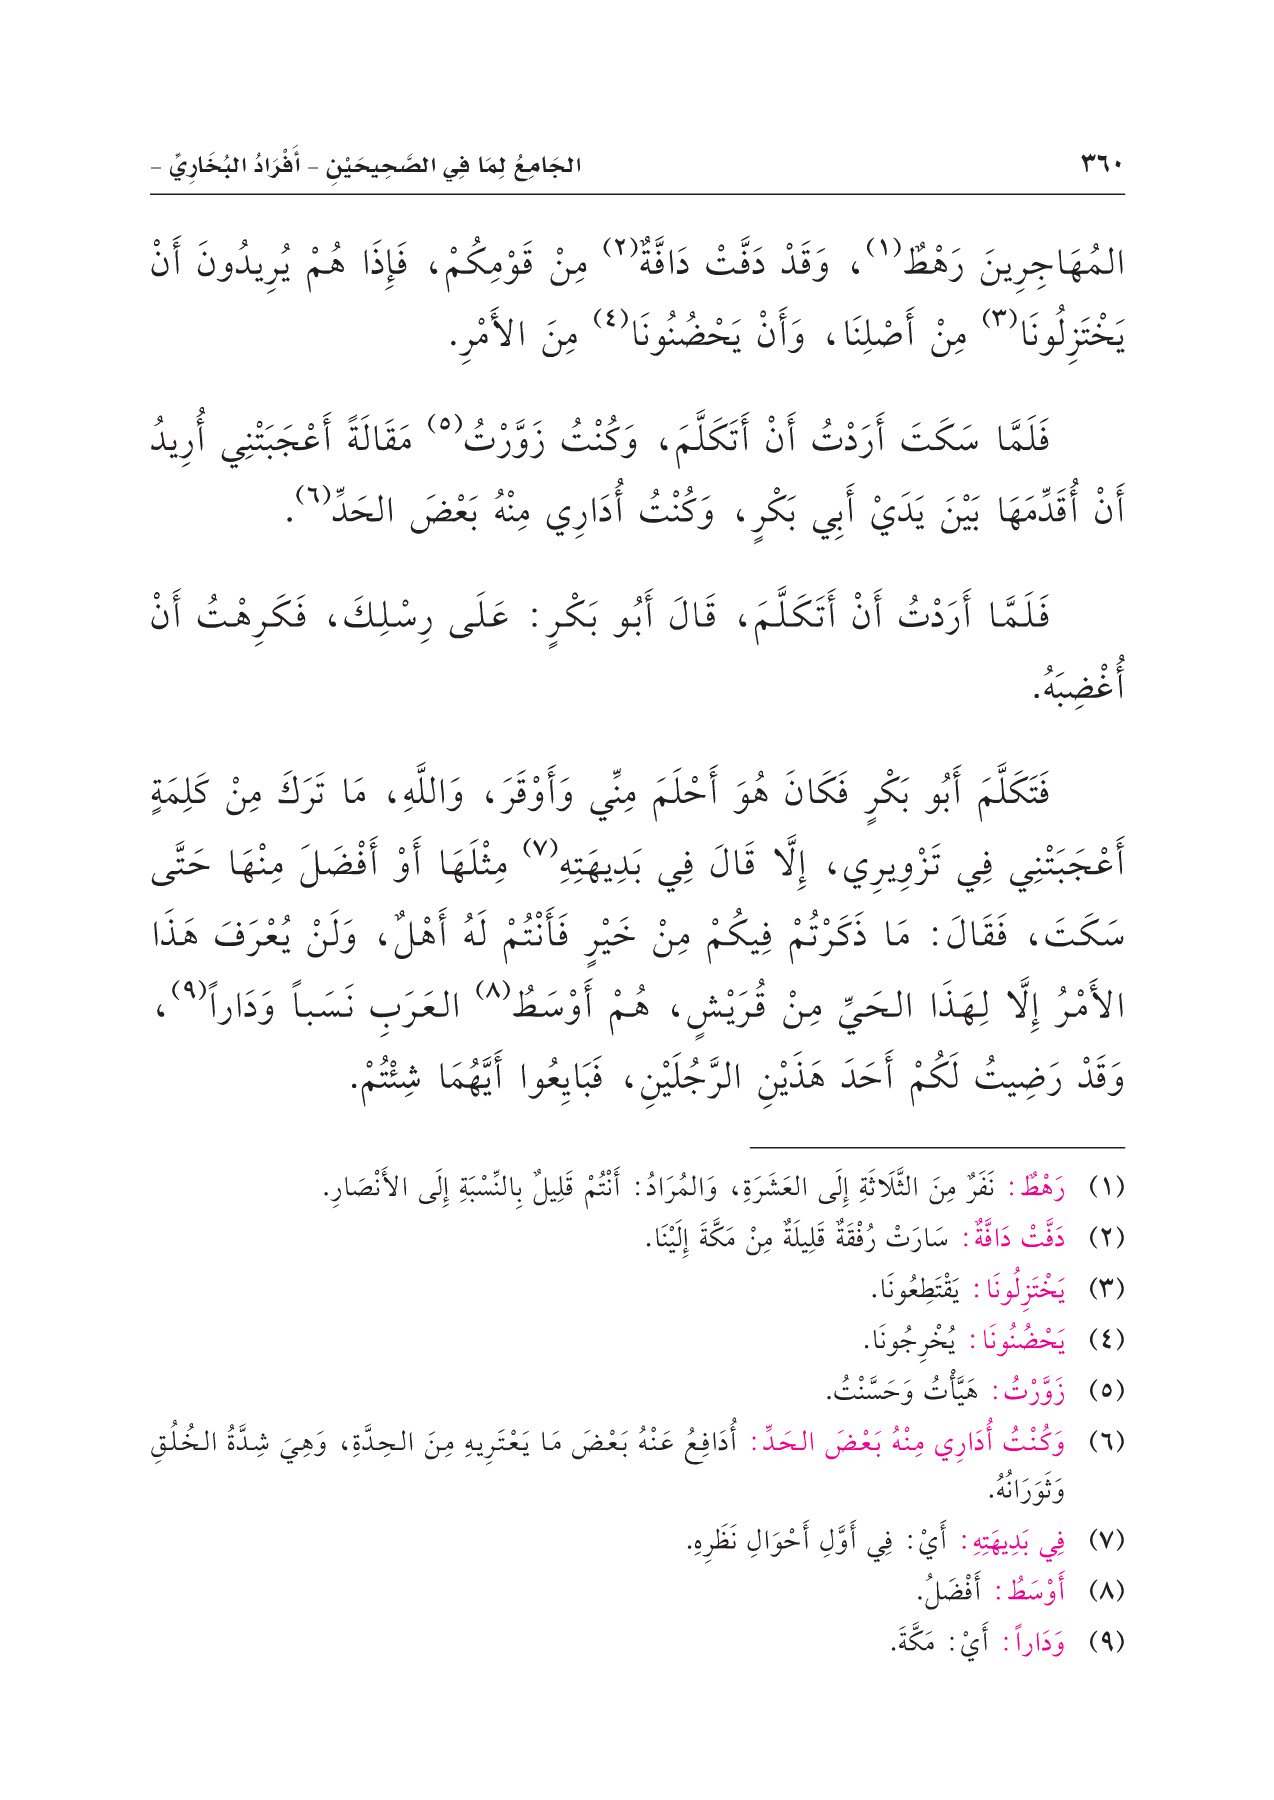 ٣٦٠
الجَامِعُ لِمَا فِي الصَّحِيحَيْنِ - أَفْرَادُ البُخَارِيِّ -
المُهَاجِرِينَ رَهْطٌ(١)، وَقَدْ دَفَّتْ دَافَّةٌ(٢) مِنْ قَوْمِكُمْ، فَإِذَا هُمْ يُرِيدُونَ أَنْ
يَخْتَزِلُونَا(٣) مِنْ أَصْلِنَا، وَأَنْ يَحْضُنُونَا(٤) مِنَ الأَمْرِ.
فَلَمَّا سَكَتَ أَرَدْتُ أَنْ أَتَكَلَّمَ، وَكُنْتُ زَوَّرْتُ(٥) مَقَالَةً أَعْجَبَتْنِي أُرِيدُ
أَنْ أُقَدِّمَهَا بَيْنَ يَدَيْ أَبِي بَكْرٍ، وَكُنْتُ أُدَارِي مِنْهُ بَعْضَ الحَدِّ(٦).
فَلَمَّا أَرَدْتُ أَنْ أَتَكَلَّمَ، قَالَ أَبُو بَكْرٍ: عَلَى رِسْلِكَ، فَكَرِهْتُ أَنْ
أُغْضِبَهُ.
فَتَكَلَّمَ أَبُو بَكْرٍ فَكَانَ هُوَ أَحْلَمَ مِنِّي وَأَوْقَرَ، وَاللَّهِ، مَا تَرَكَ مِنْ كَلِمَةٍ
أَعْجَبَتْنِي فِي تَزْوِيرِي، إِلَّا قَالَ فِي بَدِيهَتِهِ(٧) مِثْلَهَا أَوْ أَفْضَلَ مِنْهَا حَتَّى
سَكَتَ، فَقَالَ: مَا ذَكَرْتُمْ فِيكُمْ مِنْ خَيْرٍ فَأَنْتُمْ لَهُ أَهْلٌ، وَلَنْ يُعْرَفَ هَذَا
الأَمْرُ إِلَّا لِهَذَا الحَيِّ مِنْ قُرَيْشٍ، هُمْ أَوْسَطُ(٨) العَرَبِ نَسَباً وَدَاراً(٩)،
وَقَدْ رَضِيتُ لَكُمْ أَحَدَ هَذَيْنِ الرَّجُلَيْنِ، فَبَايِعُوا أَيَّهُمَا شِئْتُمْ.
(١) رَهْطٌ: نَفَرٌ مِنَ الثَّلَاثَةِ إِلَى العَشَرَةِ، وَالمُرَادُ: أَنْتُمْ قَلِيلٌ بِالنِّسْبَةِ إِلَى الأَنْصَارِ.
(٢) دَفَّتْ دَافَّةٌ: سَارَتْ رُفْقَةٌ قَلِيلَةٌ مِنْ مَكَّةَ إِلَيْنَا.
(٣) يَخْتَزِلُونَا: يَقْتَطِعُونَا.
(٤) يَحْضُنُونَا: يُخْرِجُونَا.
(٥) زَوَّرْتُ: هَيَّأْتُ وَحَسَّنْتُ.
(٦) وَكُنْتُ أُدَارِي مِنْهُ بَعْضَ الحَدِّ: أُدَافِعُ عَنْهُ بَعْضَ مَا يَعْتَرِيهِ مِنَ الحِدَّةِ، وَهِيَ شِدَّةُ الخُلُقِ
وَثَوَرَانُهُ.
(٧) فِي بَدِيهَتِهِ: أَيْ: فِي أَوَّلِ أَحْوَالِ نَظَرِهِ.
(٨) أَوْسَطُ: أَفْضَلُ.
(٩) وَدَاراً: أَيْ: مَكَّةَ.